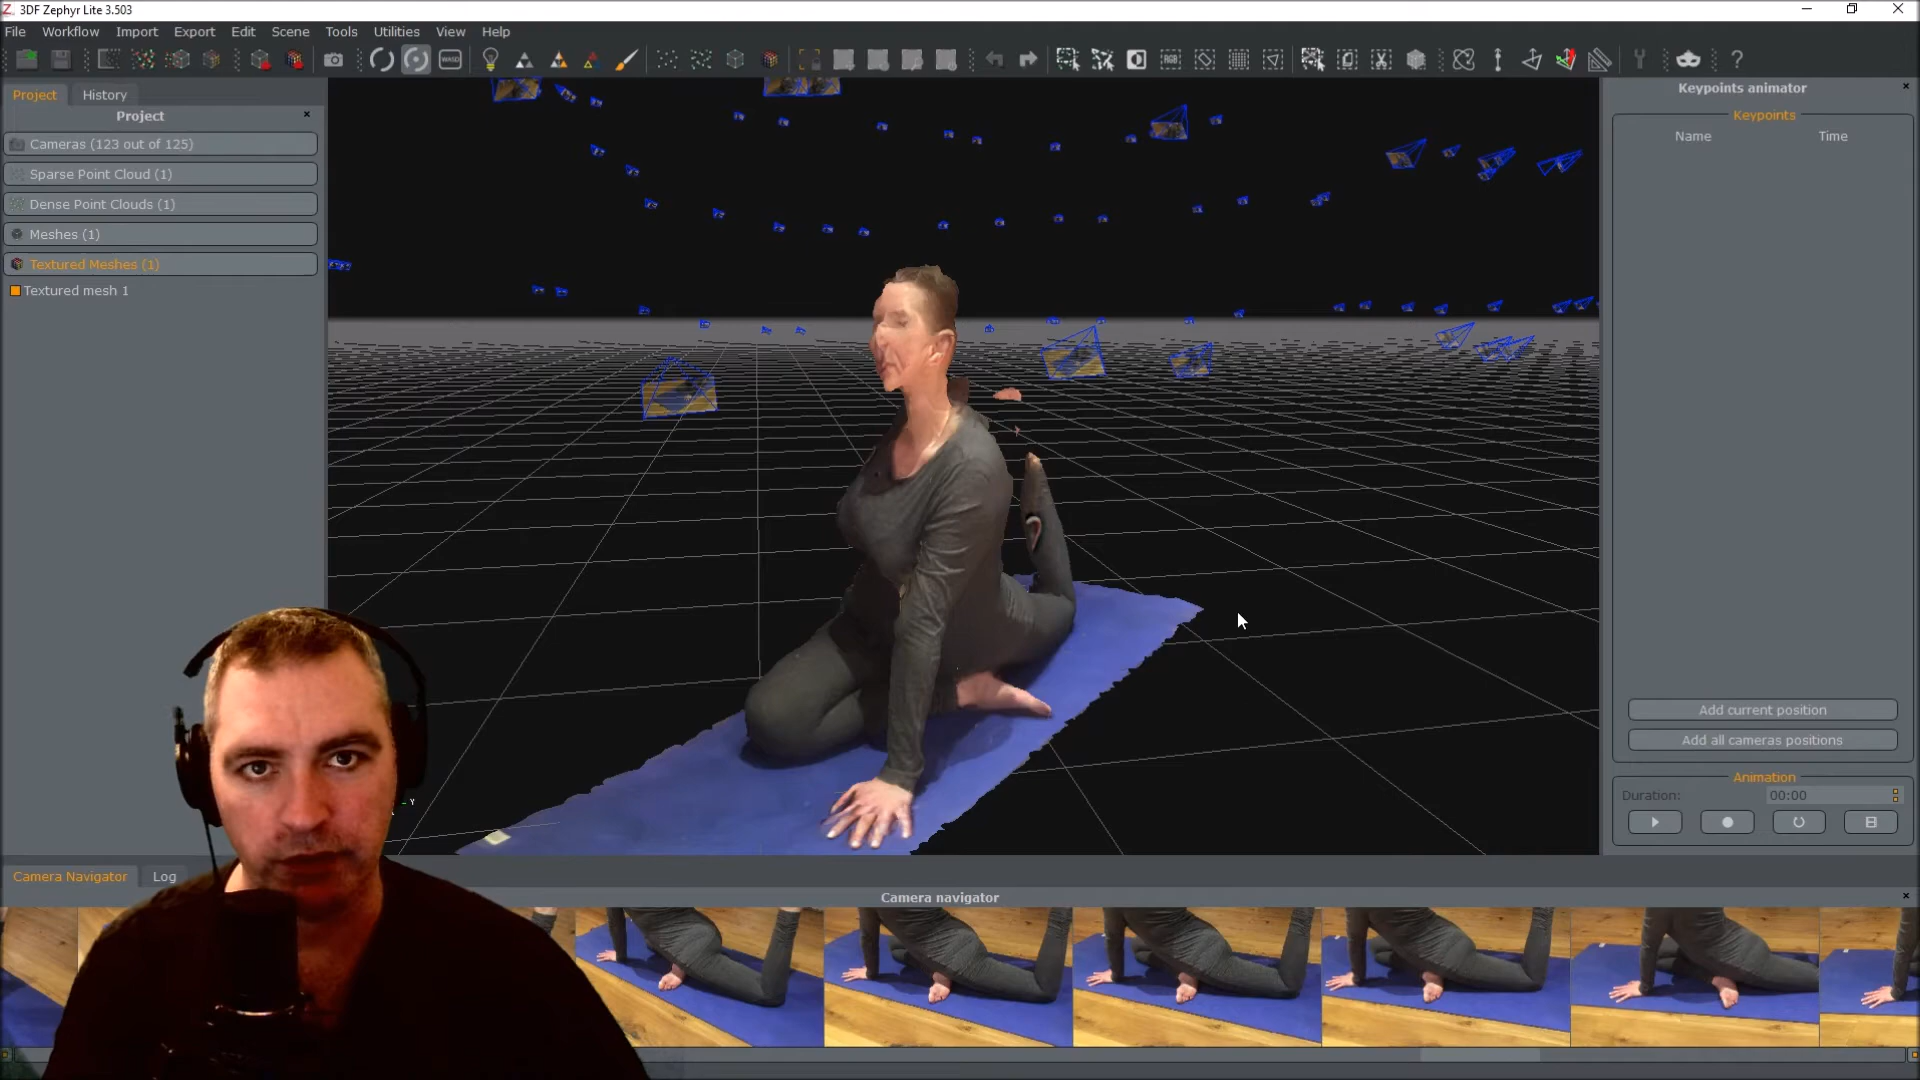 3DF Zephyr Lite 3.503
File Workflow Import Export Edit Scene Tools Utilities View Help
WASD
RGB
Project History
Project
Cameras (123 out of 125)
Sparse Point Cloud (1)
Dense Point Clouds (1)
Meshes (1)
Textured Meshes (1)
Textured mesh 1
Keypoints animator
Keypoints
Name Time
Add current position
Add all cameras positions
Animation
Duration: 00:00
Y
Camera Navigator Log
Camera navigator